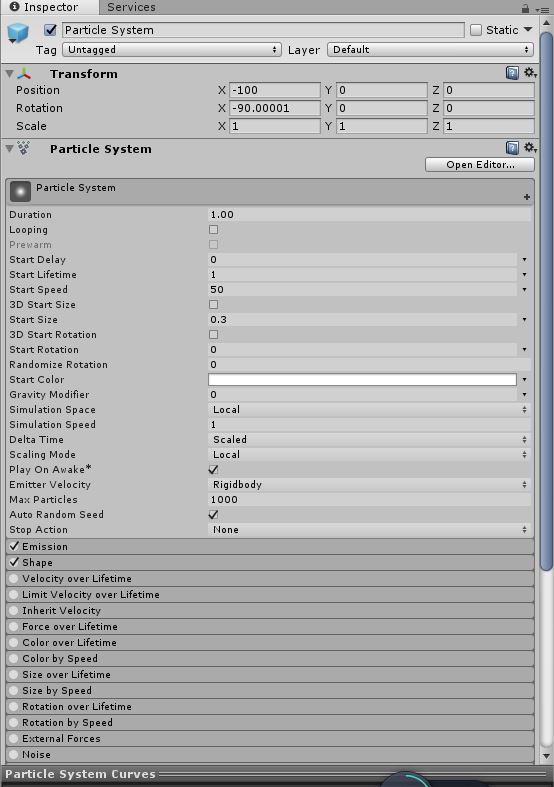 Inspector Services
Particle System Static
Tag Untagged Layer Default
Transform
Position X -100 Y 0 Z 0
Rotation X -90.00001 Y 0 Z 0
Scale X 1 Y 1 Z 1
Particle System
Open Editor...
Particle System
Duration 1.00
Looping
Prewarm
Start Delay 0
Start Lifetime 1
Start Speed 50
3D Start Size
Start Size 0.3
3D Start Rotation
Start Rotation 0
Randomize Rotation 0
Start Color
Gravity Modifier 0
Simulation Space Local
Simulation Speed 1
Delta Time Scaled
Scaling Mode Local
Play On Awake*
Emitter Velocity Rigidbody
Max Particles 1000
Auto Random Seed
Stop Action None
Emission
Shape
Velocity over Lifetime
Limit Velocity over Lifetime
Inherit Velocity
Force over Lifetime
Color over Lifetime
Color by Speed
Size over Lifetime
Size by Speed
Rotation over Lifetime
Rotation by Speed
External Forces
Noise
Particle System Curves